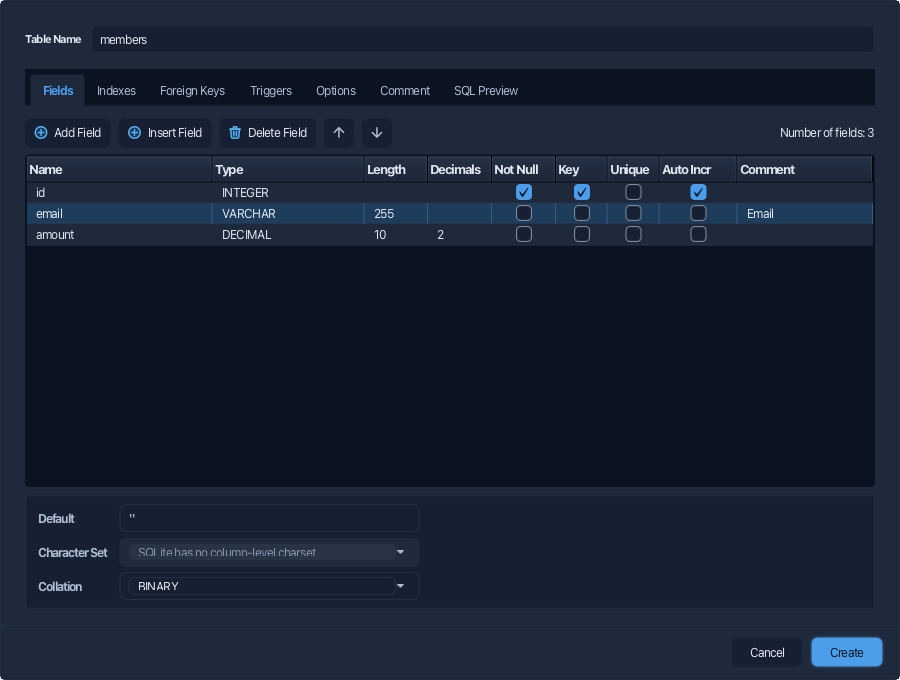 Table Name members
Fields Indexes Foreign Keys Triggers Options Comment SQL Preview
Add Field Insert Field Delete Field Number of fields: 3
Name Type Length Decimals Not Null Key Unique Auto Incr Comment
id INTEGER
email VARCHAR 255 Email
amount DECIMAL 10 2
Default ''
Character Set SQLite has no column-level charset
Collation BINARY
Cancel Create